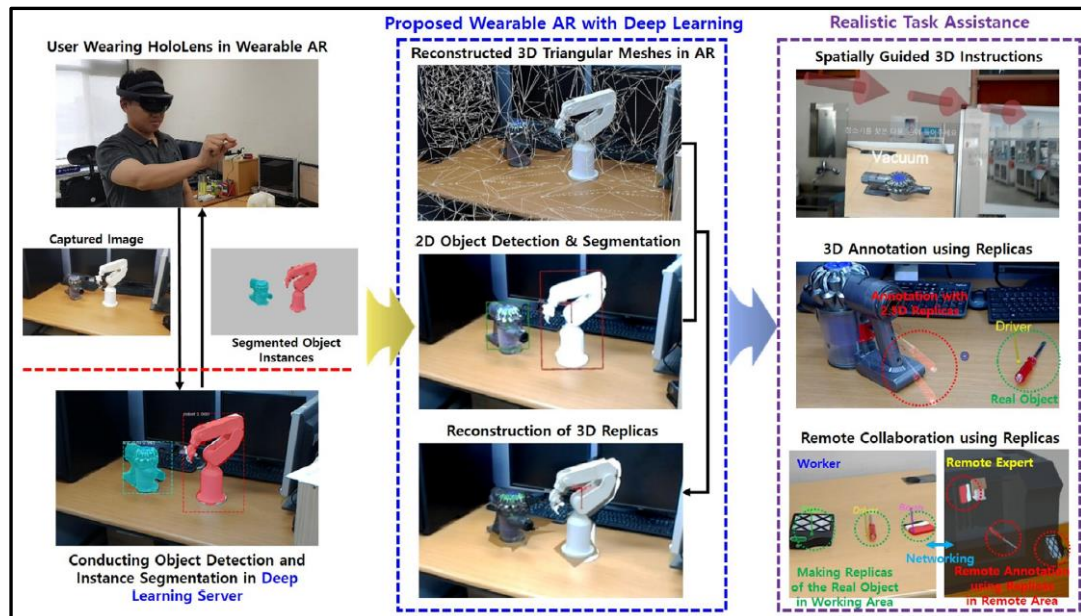 Proposed Wearable AR with Deep Learning
Realistic Task Assistance
User Wearing HoloLens in Wearable AR
Captured Image
Segmented Object
Instances
Conducting Object Detection and
Instance Segmentation in Deep
Learning Server
Reconstructed 3D Triangular Meshes in AR
2D Object Detection & Segmentation
Reconstruction of 3D Replicas
Spatially Guided 3D Instructions
Vacuum
3D Annotation using Replicas
Annotation with
2.5D Replicas
Driver
Real Object
Remote Collaboration using Replicas
Worker
Driver
Making Replicas
of the Real Object
in Working Area
Remote Expert
Networking
Remote Annotation
using Replicas
in Remote Area